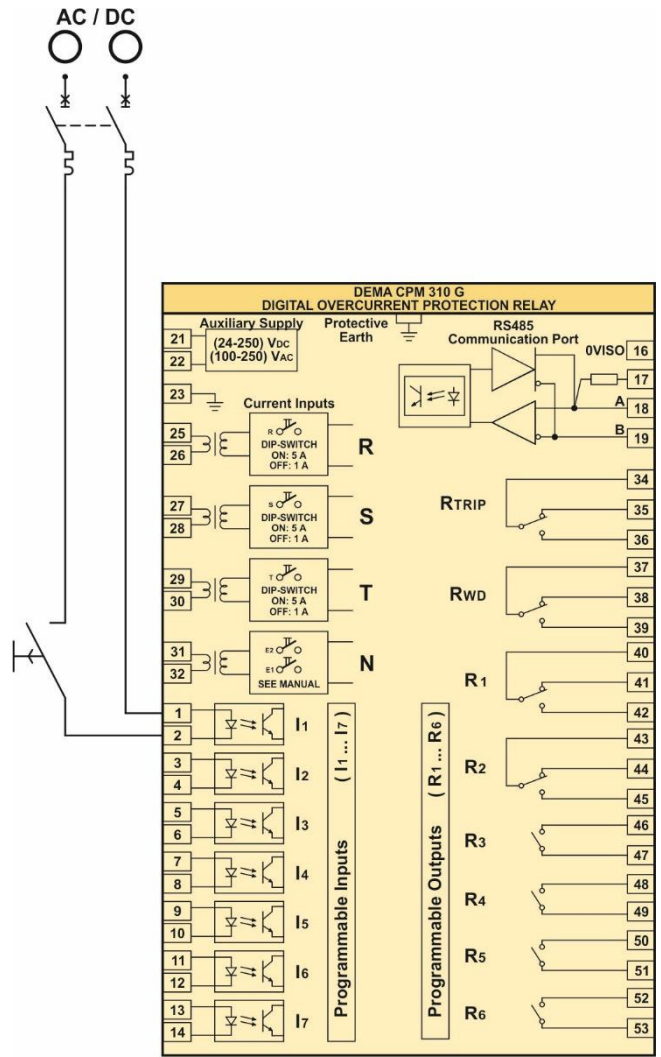 AC / DC
DEMA CPM 310 G
DIGITAL OVERCURRENT PROTECTION RELAY
Auxiliary Supply
21
22
(24-250) VDC
(100-250) VAC
Protective
Earth
RS485
Communication Port
0VISO 16
17
A 18
B 19
23
Current Inputs
25
26
R
DIP-SWITCH
ON: 5 A
OFF: 1 A
R
27
28
S
DIP-SWITCH
ON: 5 A
OFF: 1 A
S
29
30
T
DIP-SWITCH
ON: 5 A
OFF: 1 A
T
31
32
E2
E1
SEE MANUAL
N
1
2
I1
3
4
I2
5
6
I3
7
8
I4
9
10
I5
11
12
I6
13
14
I7
Programmable Inputs ( I1 ... I7 )
Programmable Outputs ( R1 ... R6 )
RTRIP
34
35
36
RWD
37
38
39
R1
40
41
42
R2
43
44
45
R3
46
47
R4
48
49
R5
50
51
R6
52
53